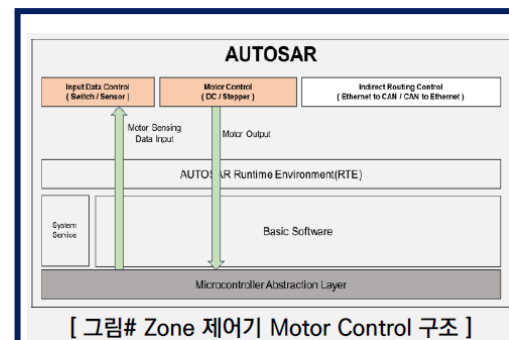 AUTOSAR
Input Data Control
( Switch / Sensor )
Motor Control
( DC / Stepper )
Indirect Routing Control
( Ethernet to CAN / CAN to Ethernet )
Motor Sensing
Data Input
Motor Output
AUTOSAR Runtime Environment(RTE)
System
Service
Basic Software
Microcontroller Abstraction Layer
[ 그림# Zone 제어기 Motor Control 구조 ]